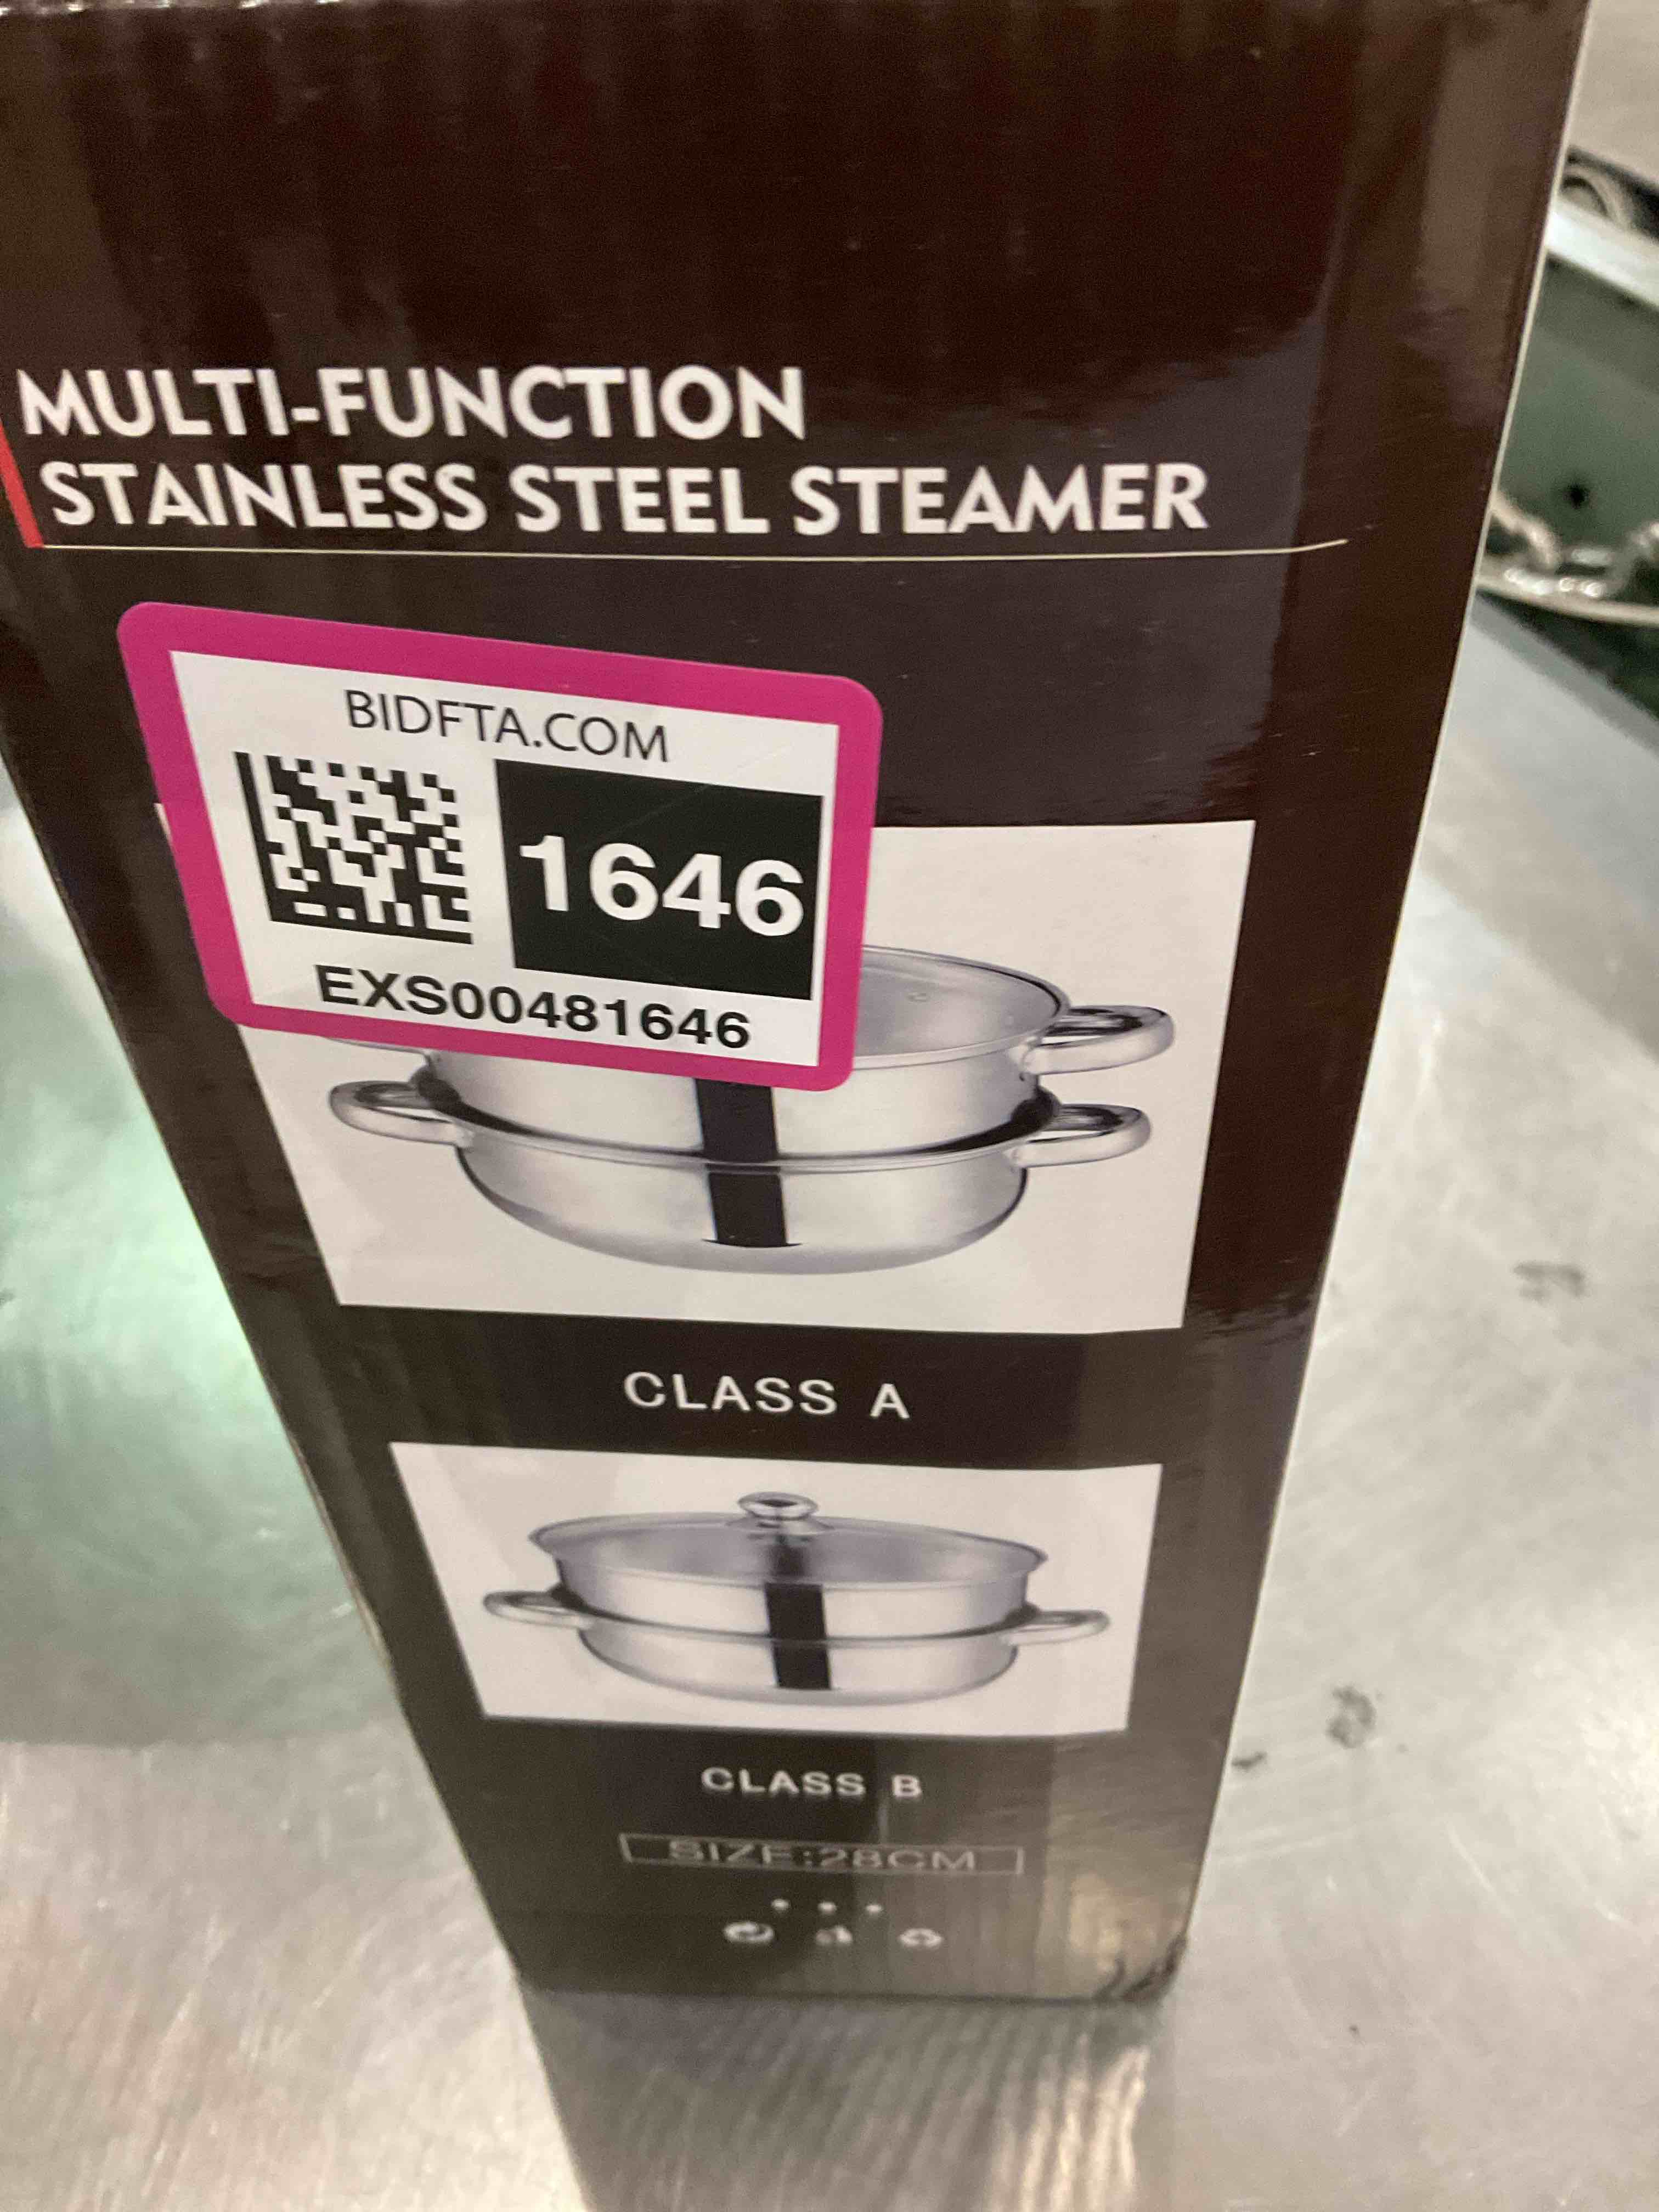 MULTI-FUNCTION
STAINLESS STEEL STEAMER
BIDFTA.COM
1646
EXS00481646
CLASS A
CLASS B
SIZE:28CM